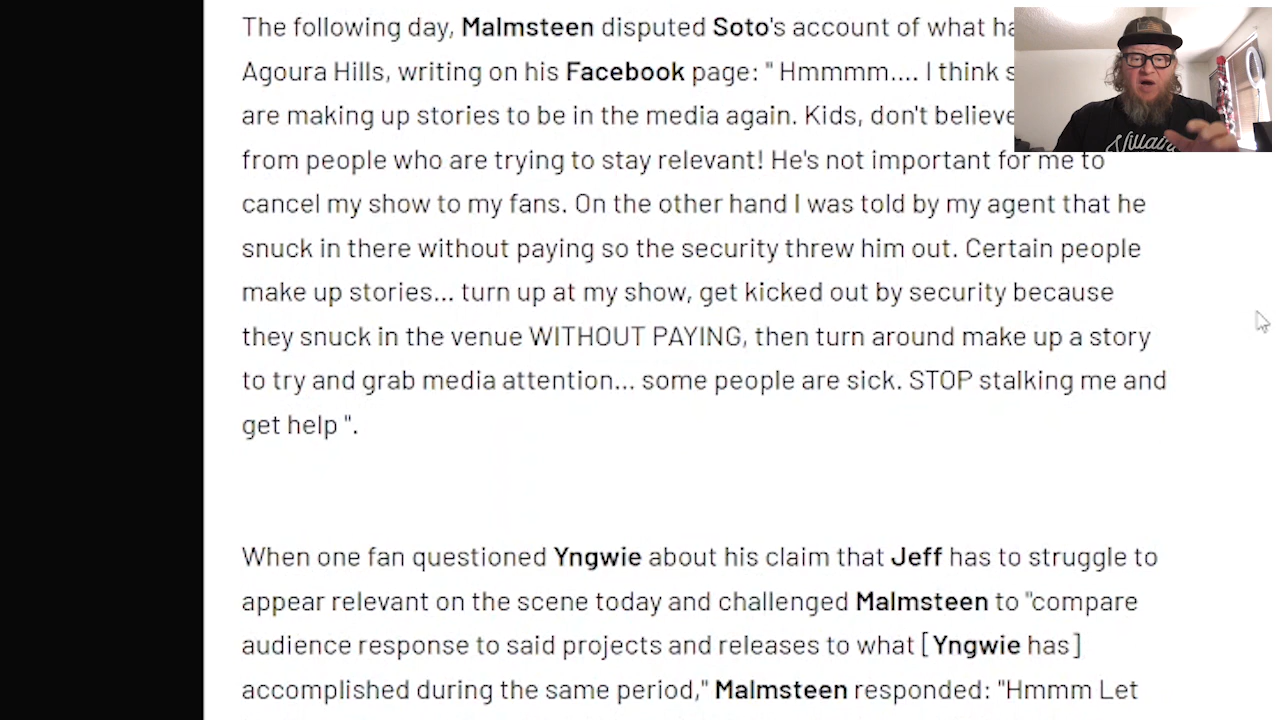 The following day, Malmsteen disputed Soto's account of what
Agoura Hills, writing on his Facebook page: " Hmmmm.... I think
are making up stories to be in the media again. Kids, don't believe
from people who are trying to stay relevant! He's not important for me to
cancel my show to my fans. On the other hand I was told by my agent that he
snuck in there without paying so the security threw him out. Certain people
make up stories... turn up at my show, get kicked out by security because
they snuck in the venue WITHOUT PAYING, then turn around make up a story
to try and grab media attention... some people are sick. STOP stalking me and
get help ".
When one fan questioned Yngwie about his claim that Jeff has to struggle to
appear relevant on the scene today and challenged Malmsteen to "compare
audience response to said projects and releases to what [Yngwie has]
accomplished during the same period," Malmsteen responded: "Hmmm Let